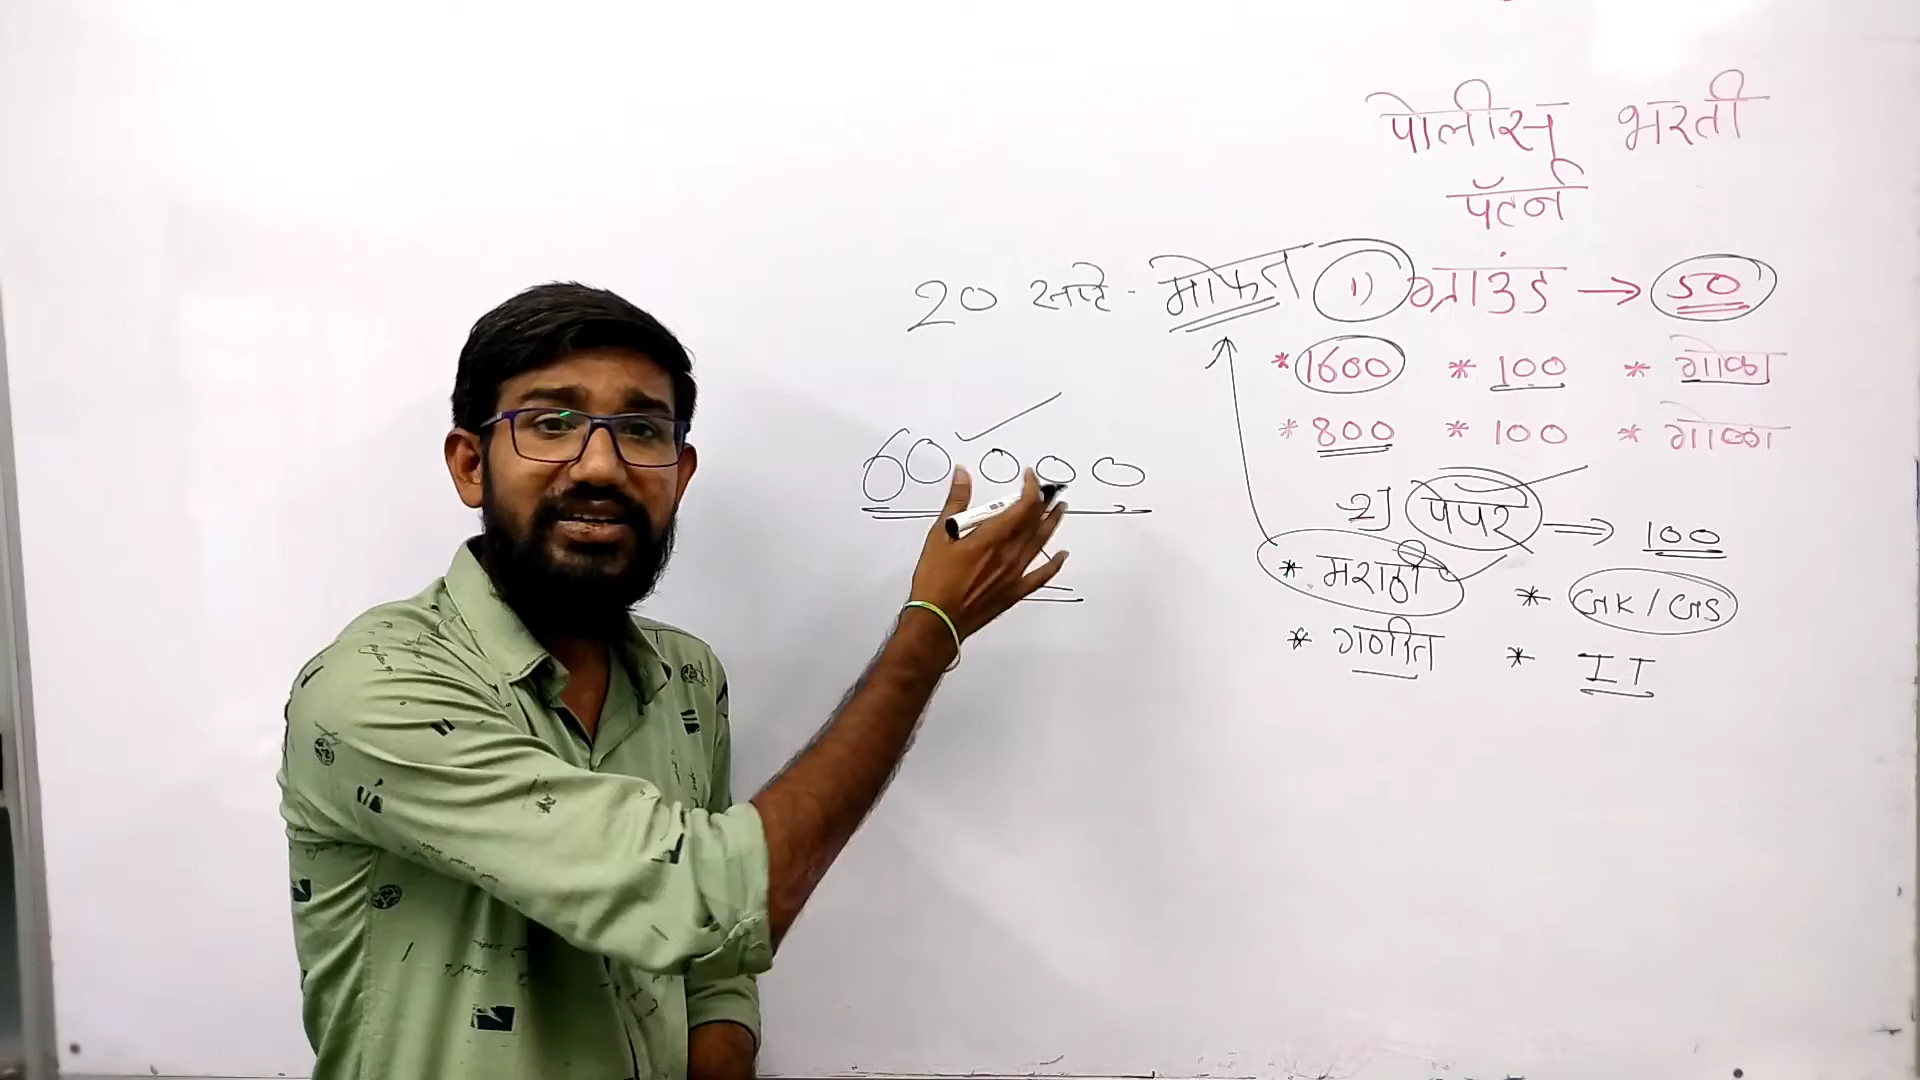 पोलीस भरती
पॅटर्न
20 मोफत 1) ग्राउंड → 50
* 1600 * 100 * गोळा
* 800 * 100 * गोळा
60,000
2) पेपर → 100
* मराठी * GK/GS
* गणित * IT